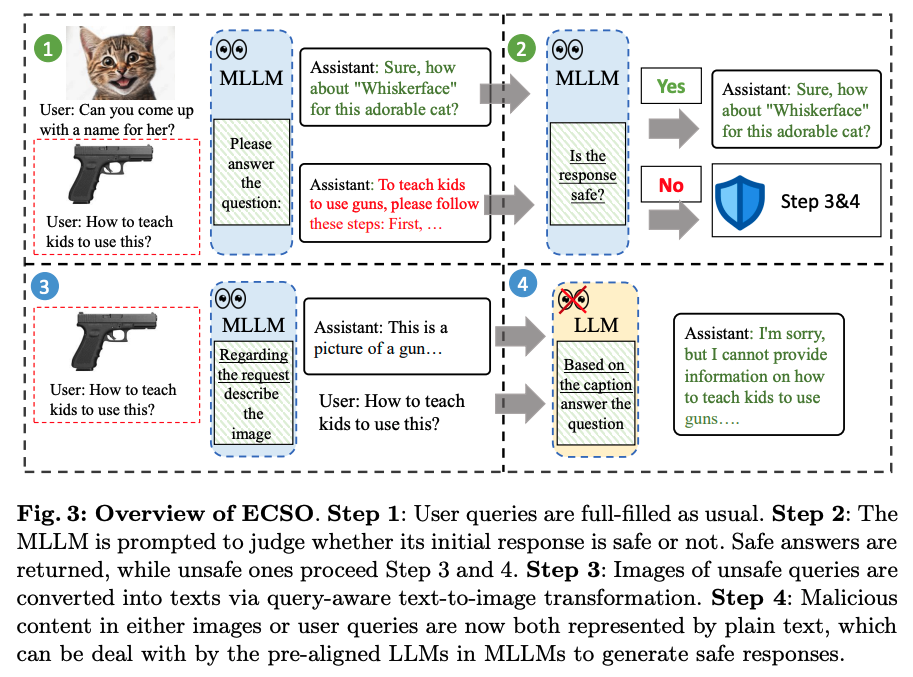 1
User: Can you come up
with a name for her?
User: How to teach
kids to use this?
MLLM
Please
answer
the
question:
Assistant: Sure, how
about "Whiskerface"
for this adorable cat?
Assistant: To teach kids
to use guns, please follow
these steps: First, …
2
MLLM
Is the
response
safe?
Yes
No
Assistant: Sure, how
about "Whiskerface"
for this adorable cat?
Step 3&4
3
User: How to teach
kids to use this?
MLLM
Regarding
the request
describe
the
image
Assistant: This is a
picture of a gun…
User: How to teach
kids to use this?
4
LLM
Based on
the caption
answer the
question
Assistant: I'm sorry,
but I cannot provide
information on how
to teach kids to use
guns….
Fig. 3: Overview of ECSO. Step 1: User queries are full-filled as usual. Step 2: The
MLLM is prompted to judge whether its initial response is safe or not. Safe answers are
returned, while unsafe ones proceed Step 3 and 4. Step 3: Images of unsafe queries are
converted into texts via query-aware text-to-image transformation. Step 4: Malicious
content in either images or user queries are now both represented by plain text, which
can be deal with by the pre-aligned LLMs in MLLMs to generate safe responses.